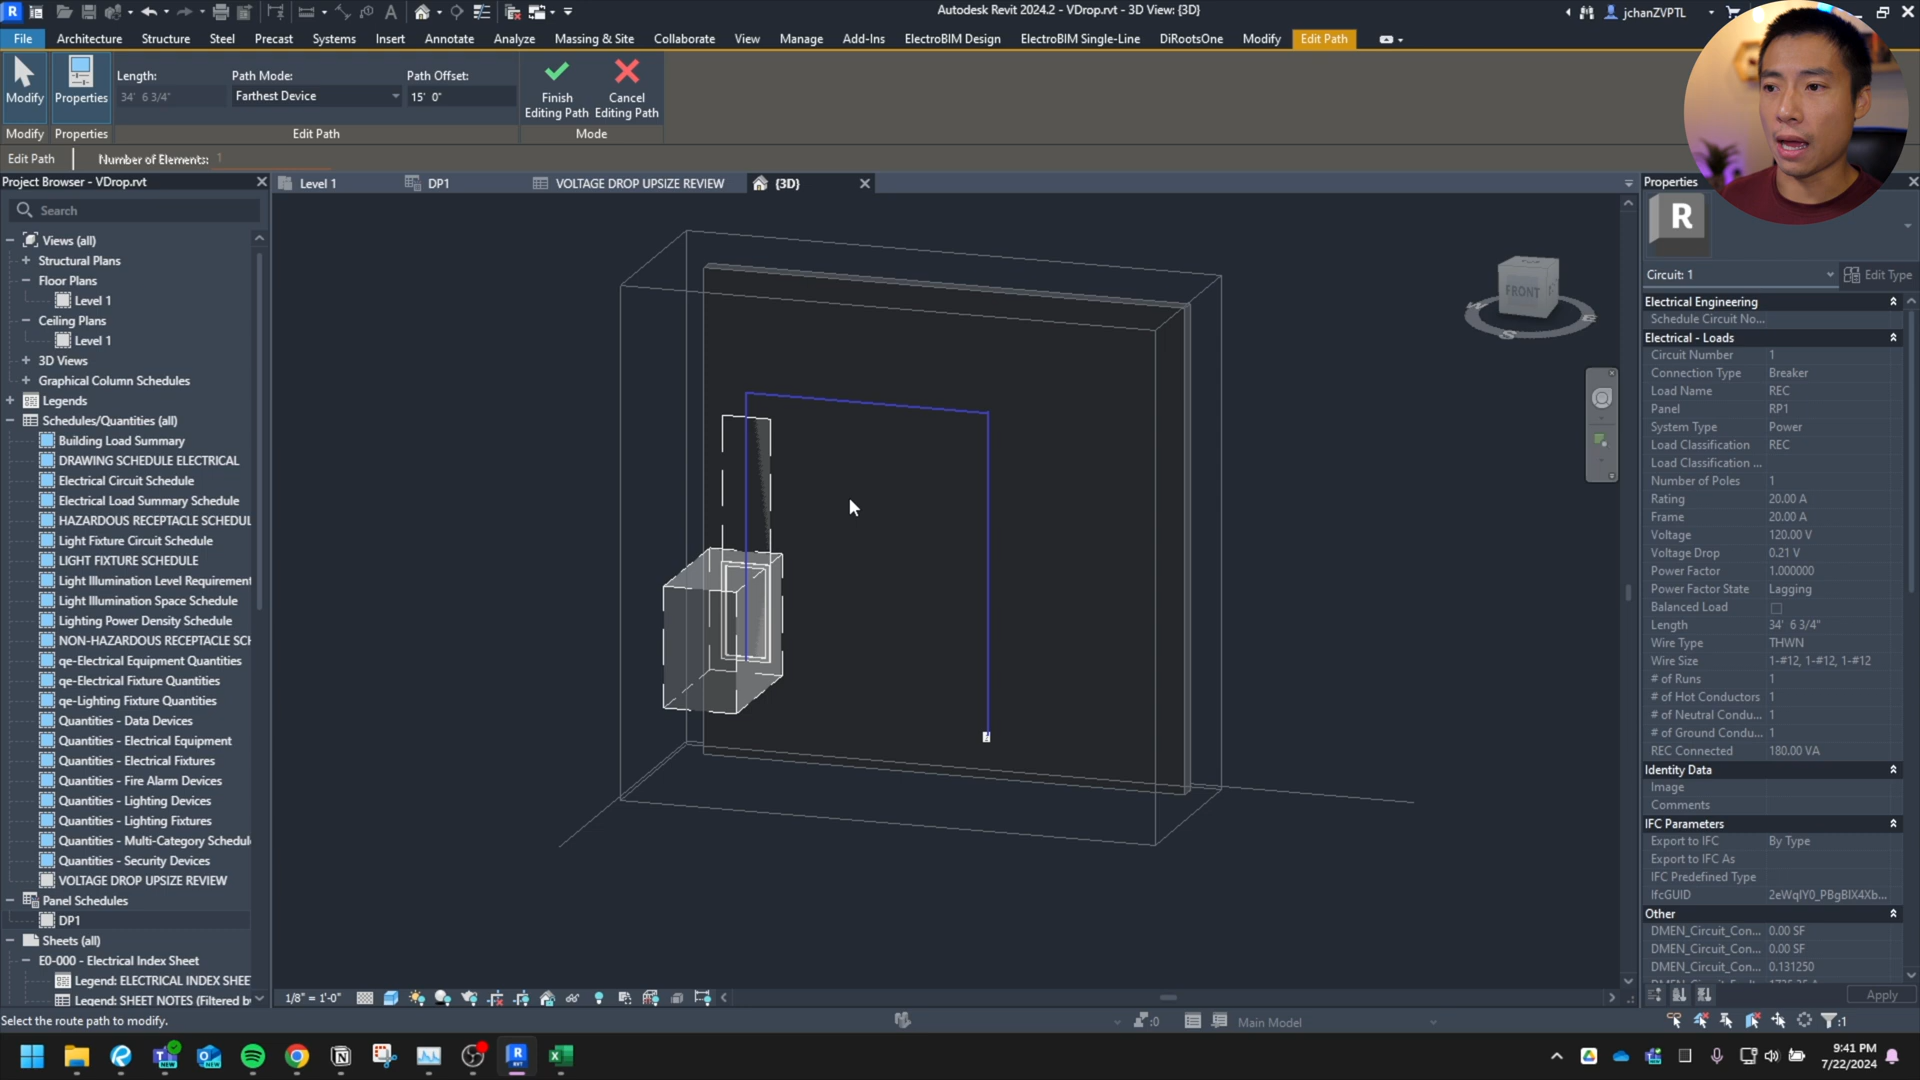 Autodesk Revit 2024.2 - VDrop.rvt - 3D View: {3D}
jchanZVPTL
File
Architecture
Structure
Steel
Precast
Systems
Insert
Annotate
Analyze
Massing & Site
Collaborate
View
Manage
Add-Ins
ElectroBIM Design
ElectroBIM Single-Line
DiRootsOne
Modify
Edit Path
Length:
Path Mode:
Path Offset:
34' 6 3/4"
Farthest Device
15' 0"
Modify
Properties
Finish
Editing Path
Cancel
Editing Path
Modify
Properties
Edit Path
Mode
Edit Path
Number of Elements: 1
Project Browser - VDrop.rvt
Search
Views (all)
Structural Plans
Floor Plans
Level 1
Ceiling Plans
Level 1
3D Views
Graphical Column Schedules
Legends
Schedules/Quantities (all)
Building Load Summary
DRAWING SCHEDULE ELECTRICAL
Electrical Circuit Schedule
Electrical Load Summary Schedule
HAZARDOUS RECEPTACLE SCHEDUL
Light Fixture Circuit Schedule
LIGHT FIXTURE SCHEDULE
Light Illumination Level Requirement
Light Illumination Space Schedule
Lighting Power Density Schedule
NON-HAZARDOUS RECEPTACLE SCH
qe-Electrical Equipment Quantities
qe-Electrical Fixture Quantities
qe-Lighting Fixture Quantities
Quantities - Data Devices
Quantities - Electrical Equipment
Quantities - Electrical Fixtures
Quantities - Fire Alarm Devices
Quantities - Lighting Devices
Quantities - Lighting Fixtures
Quantities - Multi-Category Schedul
Quantities - Security Devices
VOLTAGE DROP UPSIZE REVIEW
Panel Schedules
DP1
Sheets (all)
E0-000 - Electrical Index Sheet
Legend: ELECTRICAL INDEX SHEE
Legend: SHEET NOTES (Filtered b
Level 1
DP1
VOLTAGE DROP UPSIZE REVIEW
{3D}
FRONT
W
S
E
1/8" = 1'-0"
Properties
R
Circuit: 1
Edit Type
Electrical Engineering
Schedule Circuit No...
Electrical - Loads
Circuit Number 1
Connection Type Breaker
Load Name REC
Panel RP1
System Type Power
Load Classification REC
Load Classification ...
Number of Poles 1
Rating 20.00 A
Frame 20.00 A
Voltage 120.00 V
Voltage Drop 0.21 V
Power Factor 1.000000
Power Factor State Lagging
Balanced Load
Length 34' 6 3/4"
Wire Type THWN
Wire Size 1-#12, 1-#12, 1-#12
# of Runs 1
# of Hot Conductors 1
# of Neutral Condu... 1
# of Ground Condu... 1
REC Connected 180.00 VA
Identity Data
Image
Comments
IFC Parameters
Export to IFC By Type
Export to IFC As
IFC Predefined Type
IfcGUID
Other
DMEN_Circuit_Con... 0.00 SF
DMEN_Circuit_Con... 0.00 SF
DMEN_Circuit_Con... 0.131250
Apply
Select the route path to modify.
:0
Main Model
:1
9:41 PM
7/22/2024